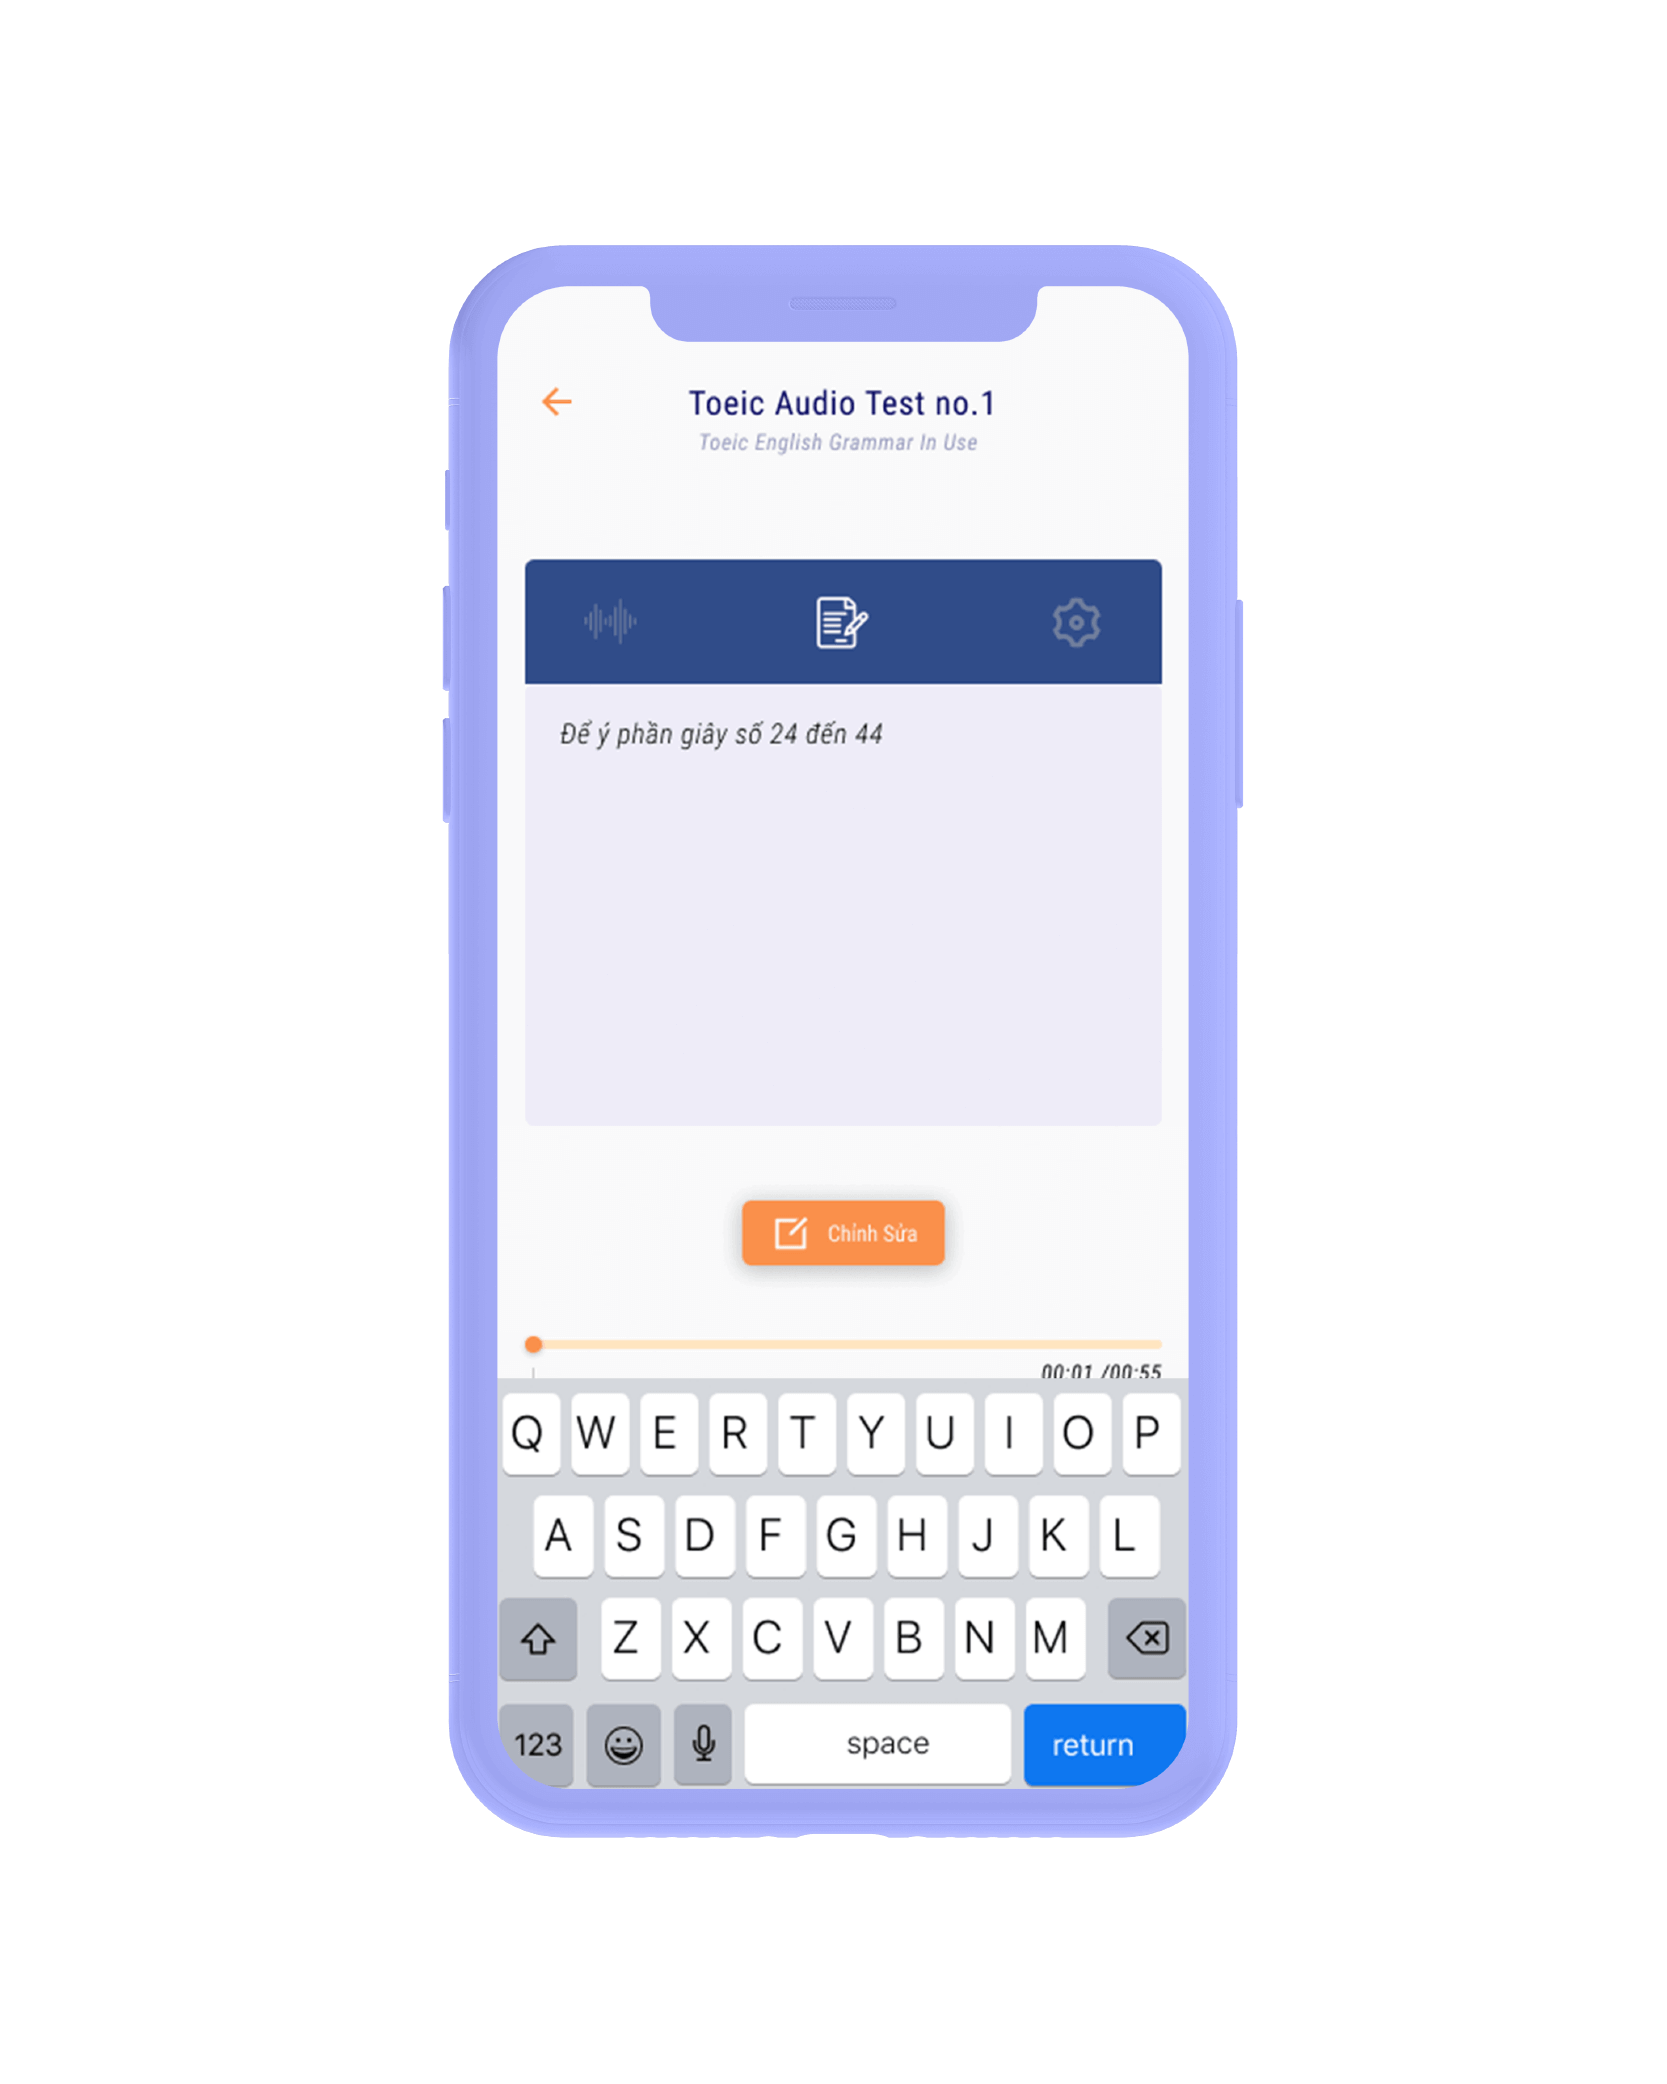 Toeic Audio Test no.1
Toeic English Grammar In Use
Để ý phần giây số 24 đến 44
Chỉnh Sửa
00:01 /00:55
Q W E R T Y U I O P
A S D F G H J K L
Z X C V B N M
123 space return